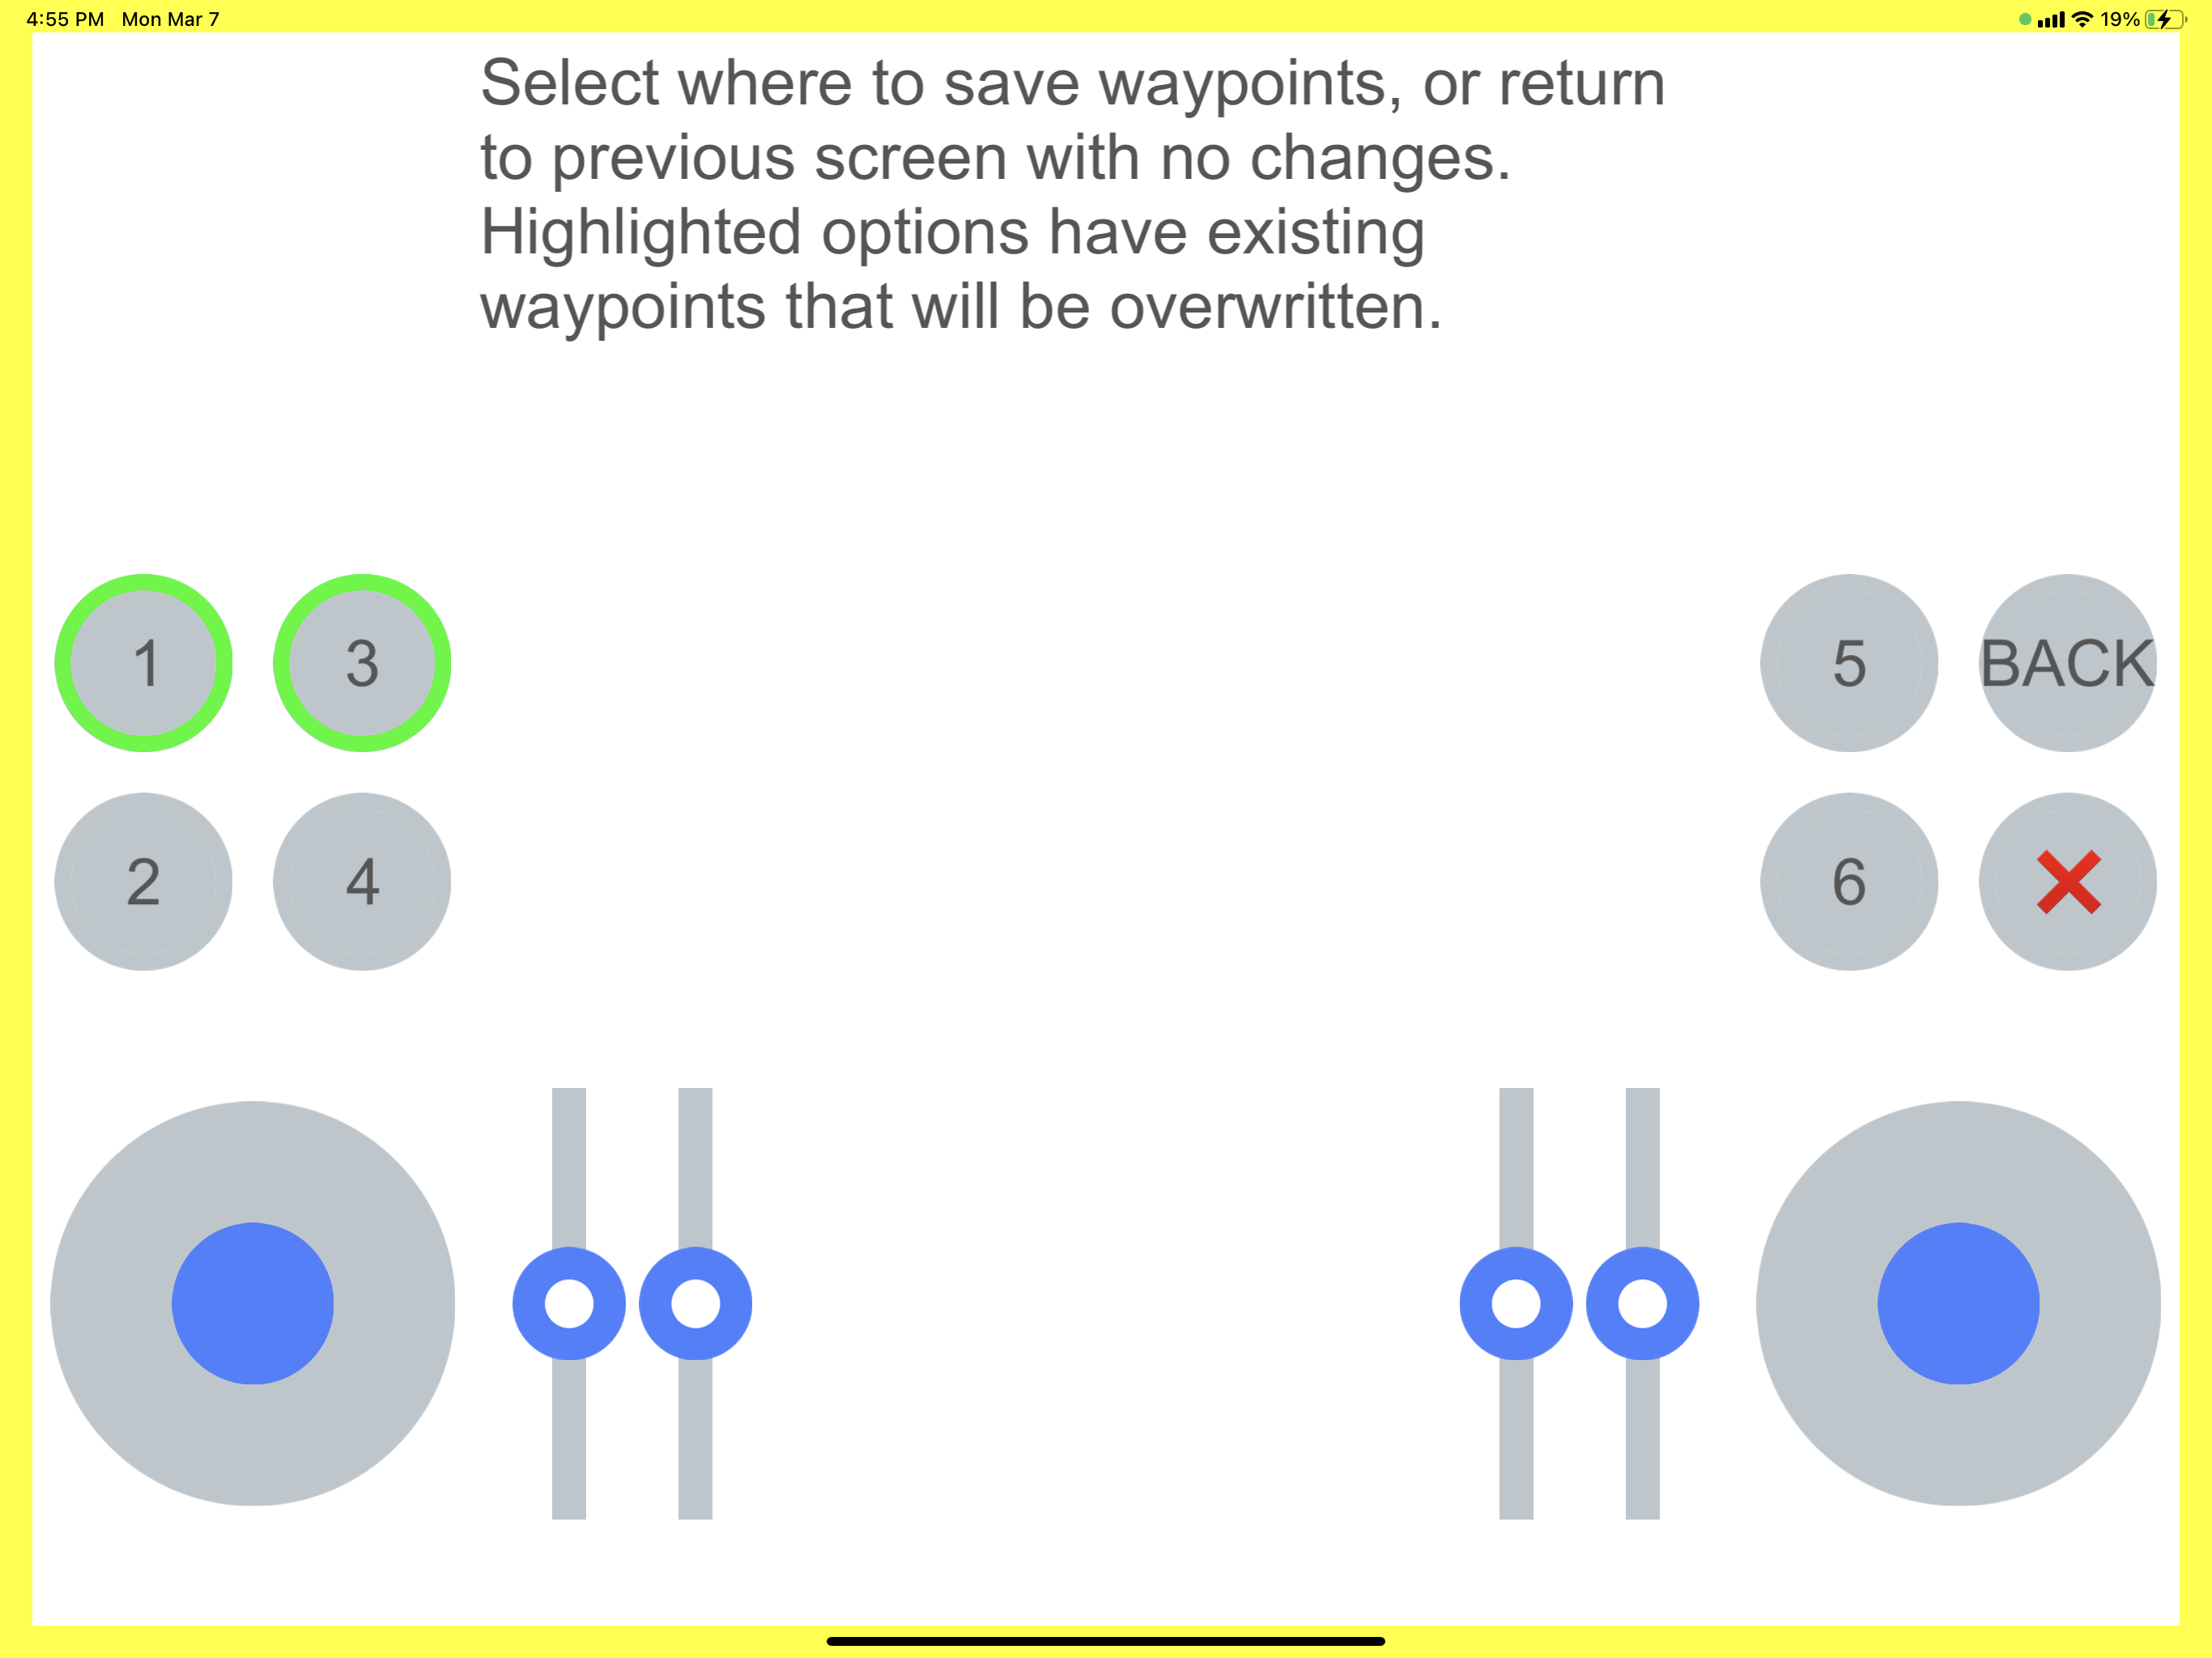 4:55 PM Mon Mar 7
19%
Select where to save waypoints, or return
to previous screen with no changes.
Highlighted options have existing
waypoints that will be overwritten.
1 3 5 BACK
2 4 6